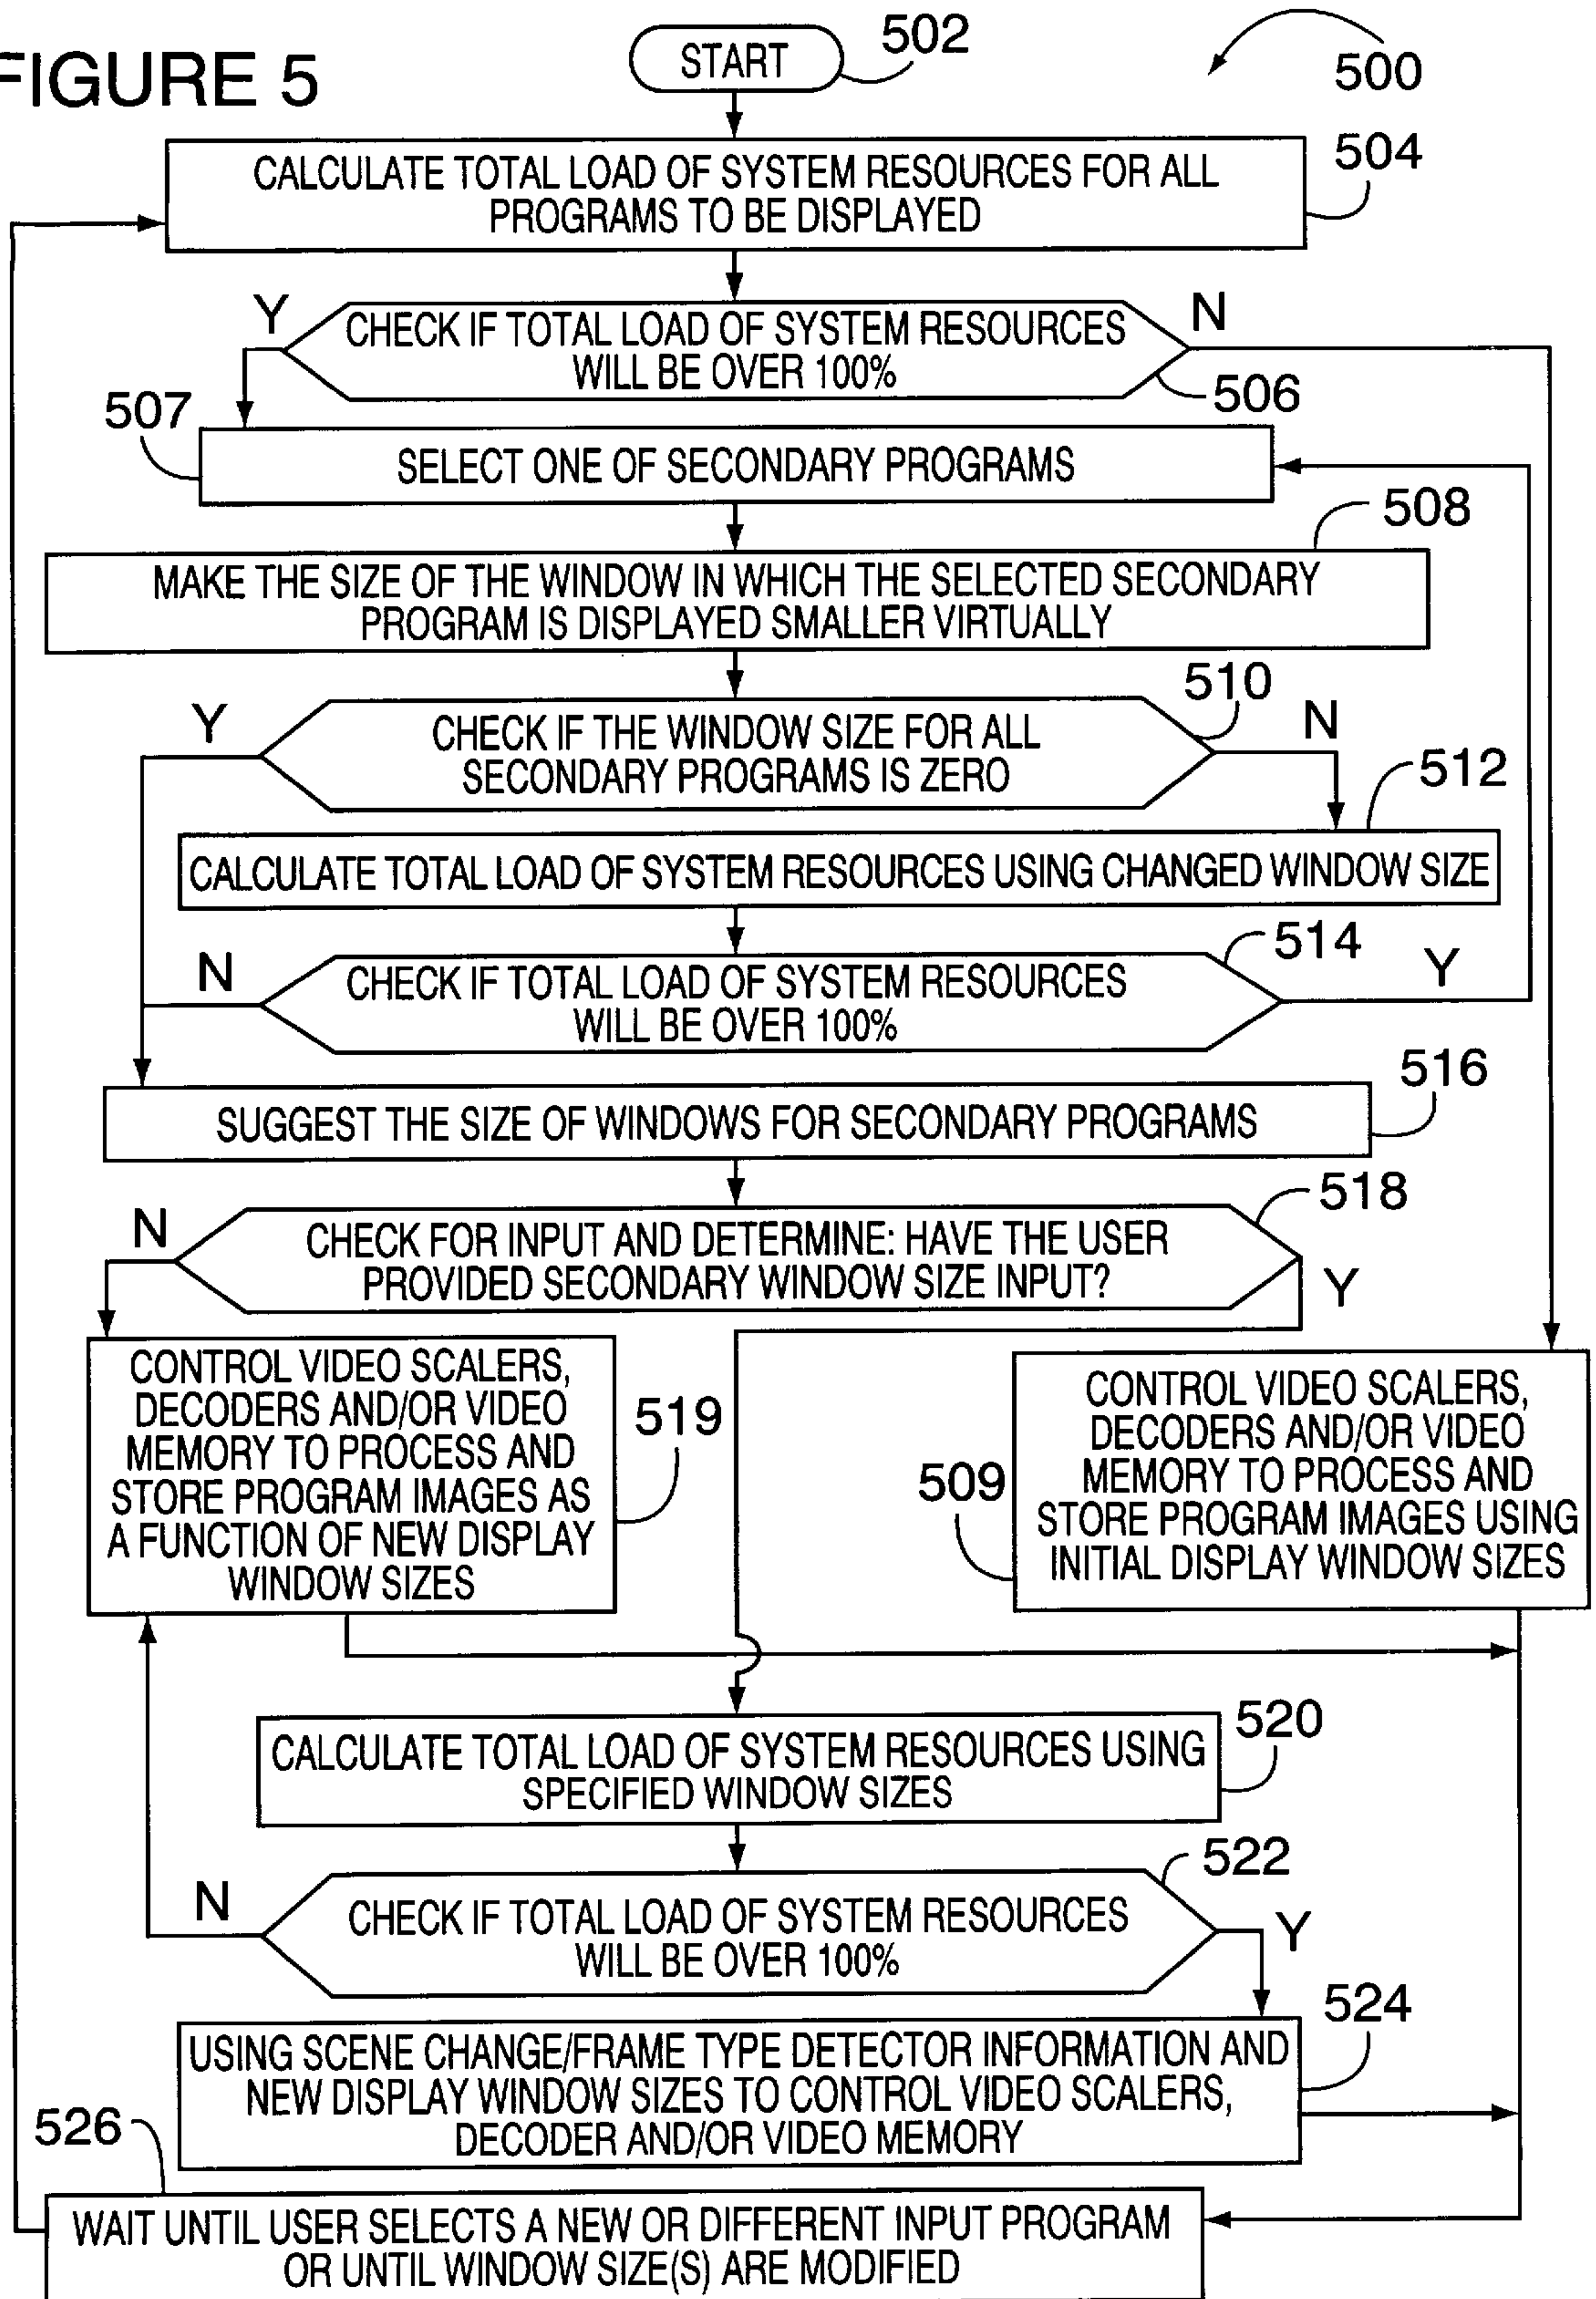 FIGURE 5
START
502
500
CALCULATE TOTAL LOAD OF SYSTEM RESOURCES FOR ALL
PROGRAMS TO BE DISPLAYED
504
Y
CHECK IF TOTAL LOAD OF SYSTEM RESOURCES
WILL BE OVER 100%
N
506
507
SELECT ONE OF SECONDARY PROGRAMS
508
MAKE THE SIZE OF THE WINDOW IN WHICH THE SELECTED SECONDARY
PROGRAM IS DISPLAYED SMALLER VIRTUALLY
510
Y
CHECK IF THE WINDOW SIZE FOR ALL
SECONDARY PROGRAMS IS ZERO
N
512
CALCULATE TOTAL LOAD OF SYSTEM RESOURCES USING CHANGED WINDOW SIZE
514
N
CHECK IF TOTAL LOAD OF SYSTEM RESOURCES
WILL BE OVER 100%
Y
516
SUGGEST THE SIZE OF WINDOWS FOR SECONDARY PROGRAMS
518
N
CHECK FOR INPUT AND DETERMINE: HAVE THE USER
PROVIDED SECONDARY WINDOW SIZE INPUT?
Y
CONTROL VIDEO SCALERS,
DECODERS AND/OR VIDEO
MEMORY TO PROCESS AND
STORE PROGRAM IMAGES AS
A FUNCTION OF NEW DISPLAY
WINDOW SIZES
519
509
CONTROL VIDEO SCALERS,
DECODERS AND/OR VIDEO
MEMORY TO PROCESS AND
STORE PROGRAM IMAGES USING
INITIAL DISPLAY WINDOW SIZES
520
CALCULATE TOTAL LOAD OF SYSTEM RESOURCES USING
SPECIFIED WINDOW SIZES
522
N
CHECK IF TOTAL LOAD OF SYSTEM RESOURCES
WILL BE OVER 100%
Y
524
USING SCENE CHANGE/FRAME TYPE DETECTOR INFORMATION AND
NEW DISPLAY WINDOW SIZES TO CONTROL VIDEO SCALERS,
DECODER AND/OR VIDEO MEMORY
526
WAIT UNTIL USER SELECTS A NEW OR DIFFERENT INPUT PROGRAM
OR UNTIL WINDOW SIZE(S) ARE MODIFIED